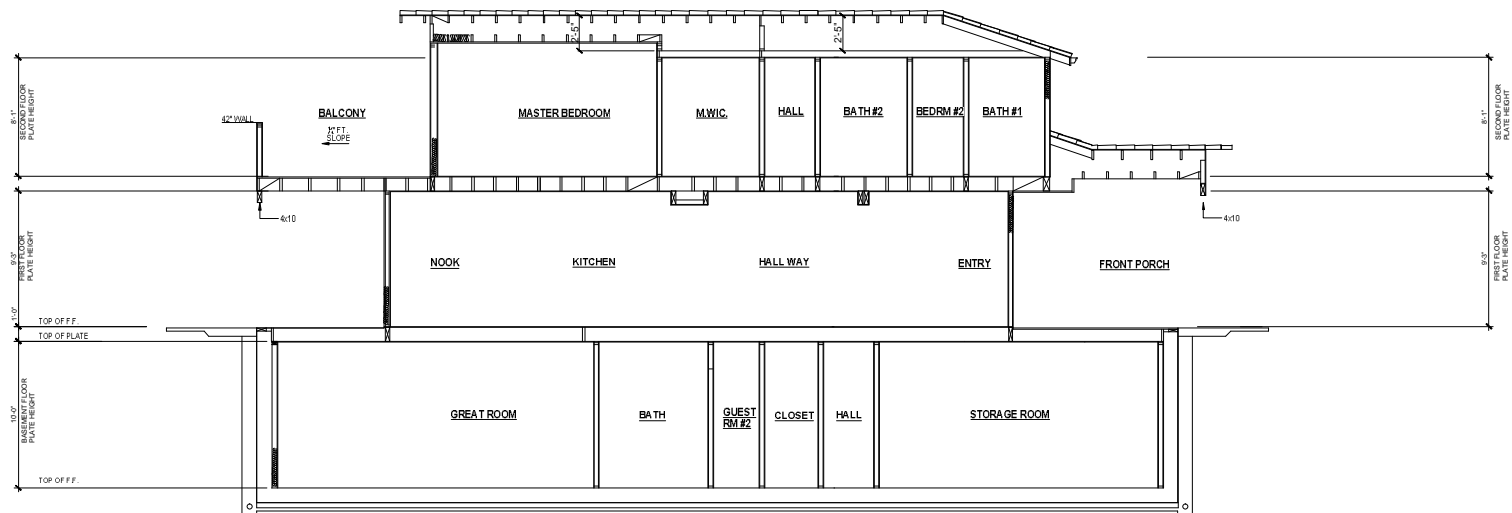 2'-5"
2'-5"
8'-1"
SECOND FLOOR
PLATE HEIGHT
42" WALL
BALCONY
FT.
SLOPE
MASTER BEDROOM
M.WIC.
HALL
BATH #2
BEDRM #2
BATH #1
8'-1"
SECOND FLOOR
PLATE HEIGHT
4x10
4x10
9'-3"
FIRST FLOOR
PLATE HEIGHT
NOOK
KITCHEN
HALL WAY
ENTRY
FRONT PORCH
9'-3"
FIRST FLOOR
PLATE HEIGHT
1'-0"
TOP OF F.F.
TOP OF PLATE
10'-0"
BASEMENT FLOOR
PLATE HEIGHT
GREAT ROOM
BATH
GUEST
RM #2
CLOSET
HALL
STORAGE ROOM
TOP OF F.F.